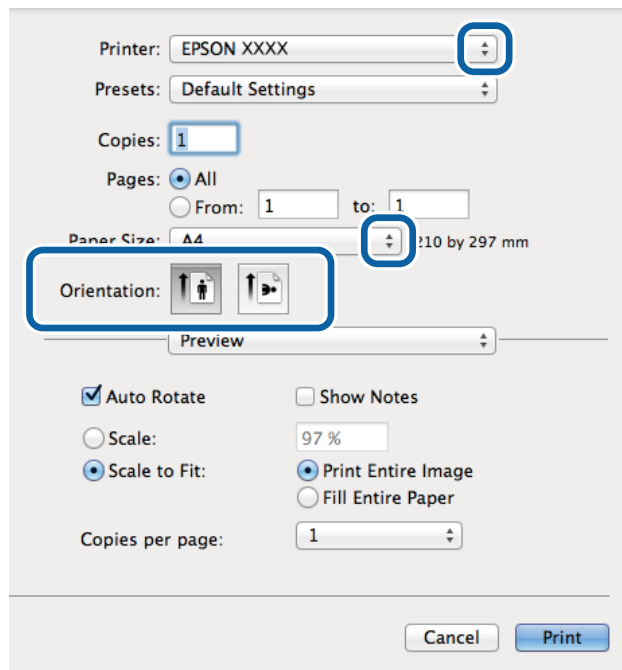 Printer: EPSON XXXX
Presets: Default Settings
Copies: 1
Pages: All
From: 1 to: 1
Paper Size: A4 210 by 297 mm
Orientation:
Preview
Auto Rotate Show Notes
Scale: 97 %
Scale to Fit: Print Entire Image
Fill Entire Paper
Copies per page: 1
Cancel Print